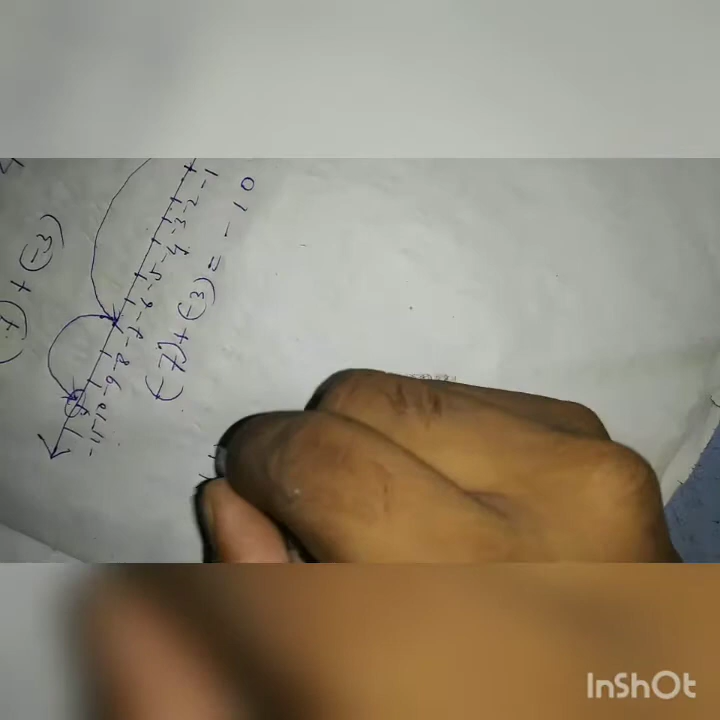 (-7) + (-3)
-11 -10 -9 -8 -7 -6 -5 -4 -3 -2 -1
(-7) + (-3) = -10
InShOt